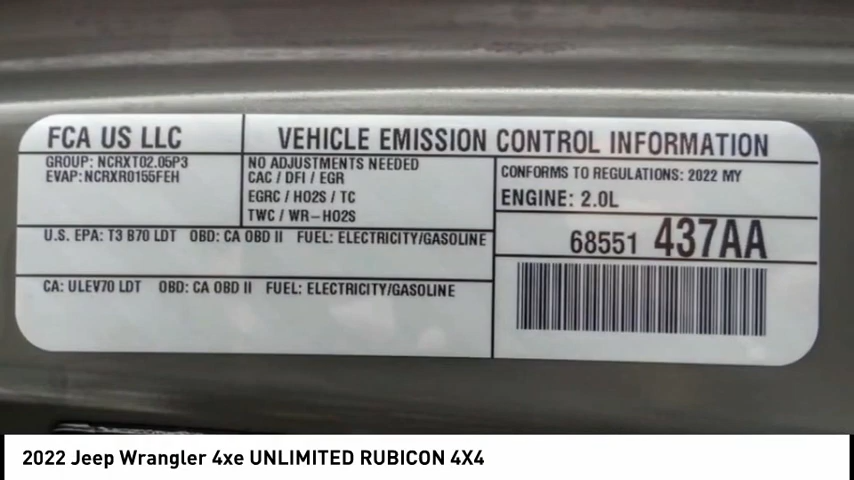 FCA US LLC
VEHICLE EMISSION CONTROL INFORMATION
GROUP: NCRXT02.05P3
EVAP:NCRXR0155FEH
NO ADJUSTMENTS NEEDED
CAC / DFI / EGR
EGRC / HO2S / TC
TWC / WR-HO2S
CONFORMS TO REGULATIONS: 2022 MY
ENGINE: 2.0L
U.S. EPA: T3 B70 LDT OBD: CA OBD II FUEL: ELECTRICITY/GASOLINE
68551 437AA
CA: ULEV70 LDT OBD: CA OBD II FUEL: ELECTRICITY/GASOLINE
2022 Jeep Wrangler 4xe UNLIMITED RUBICON 4X4